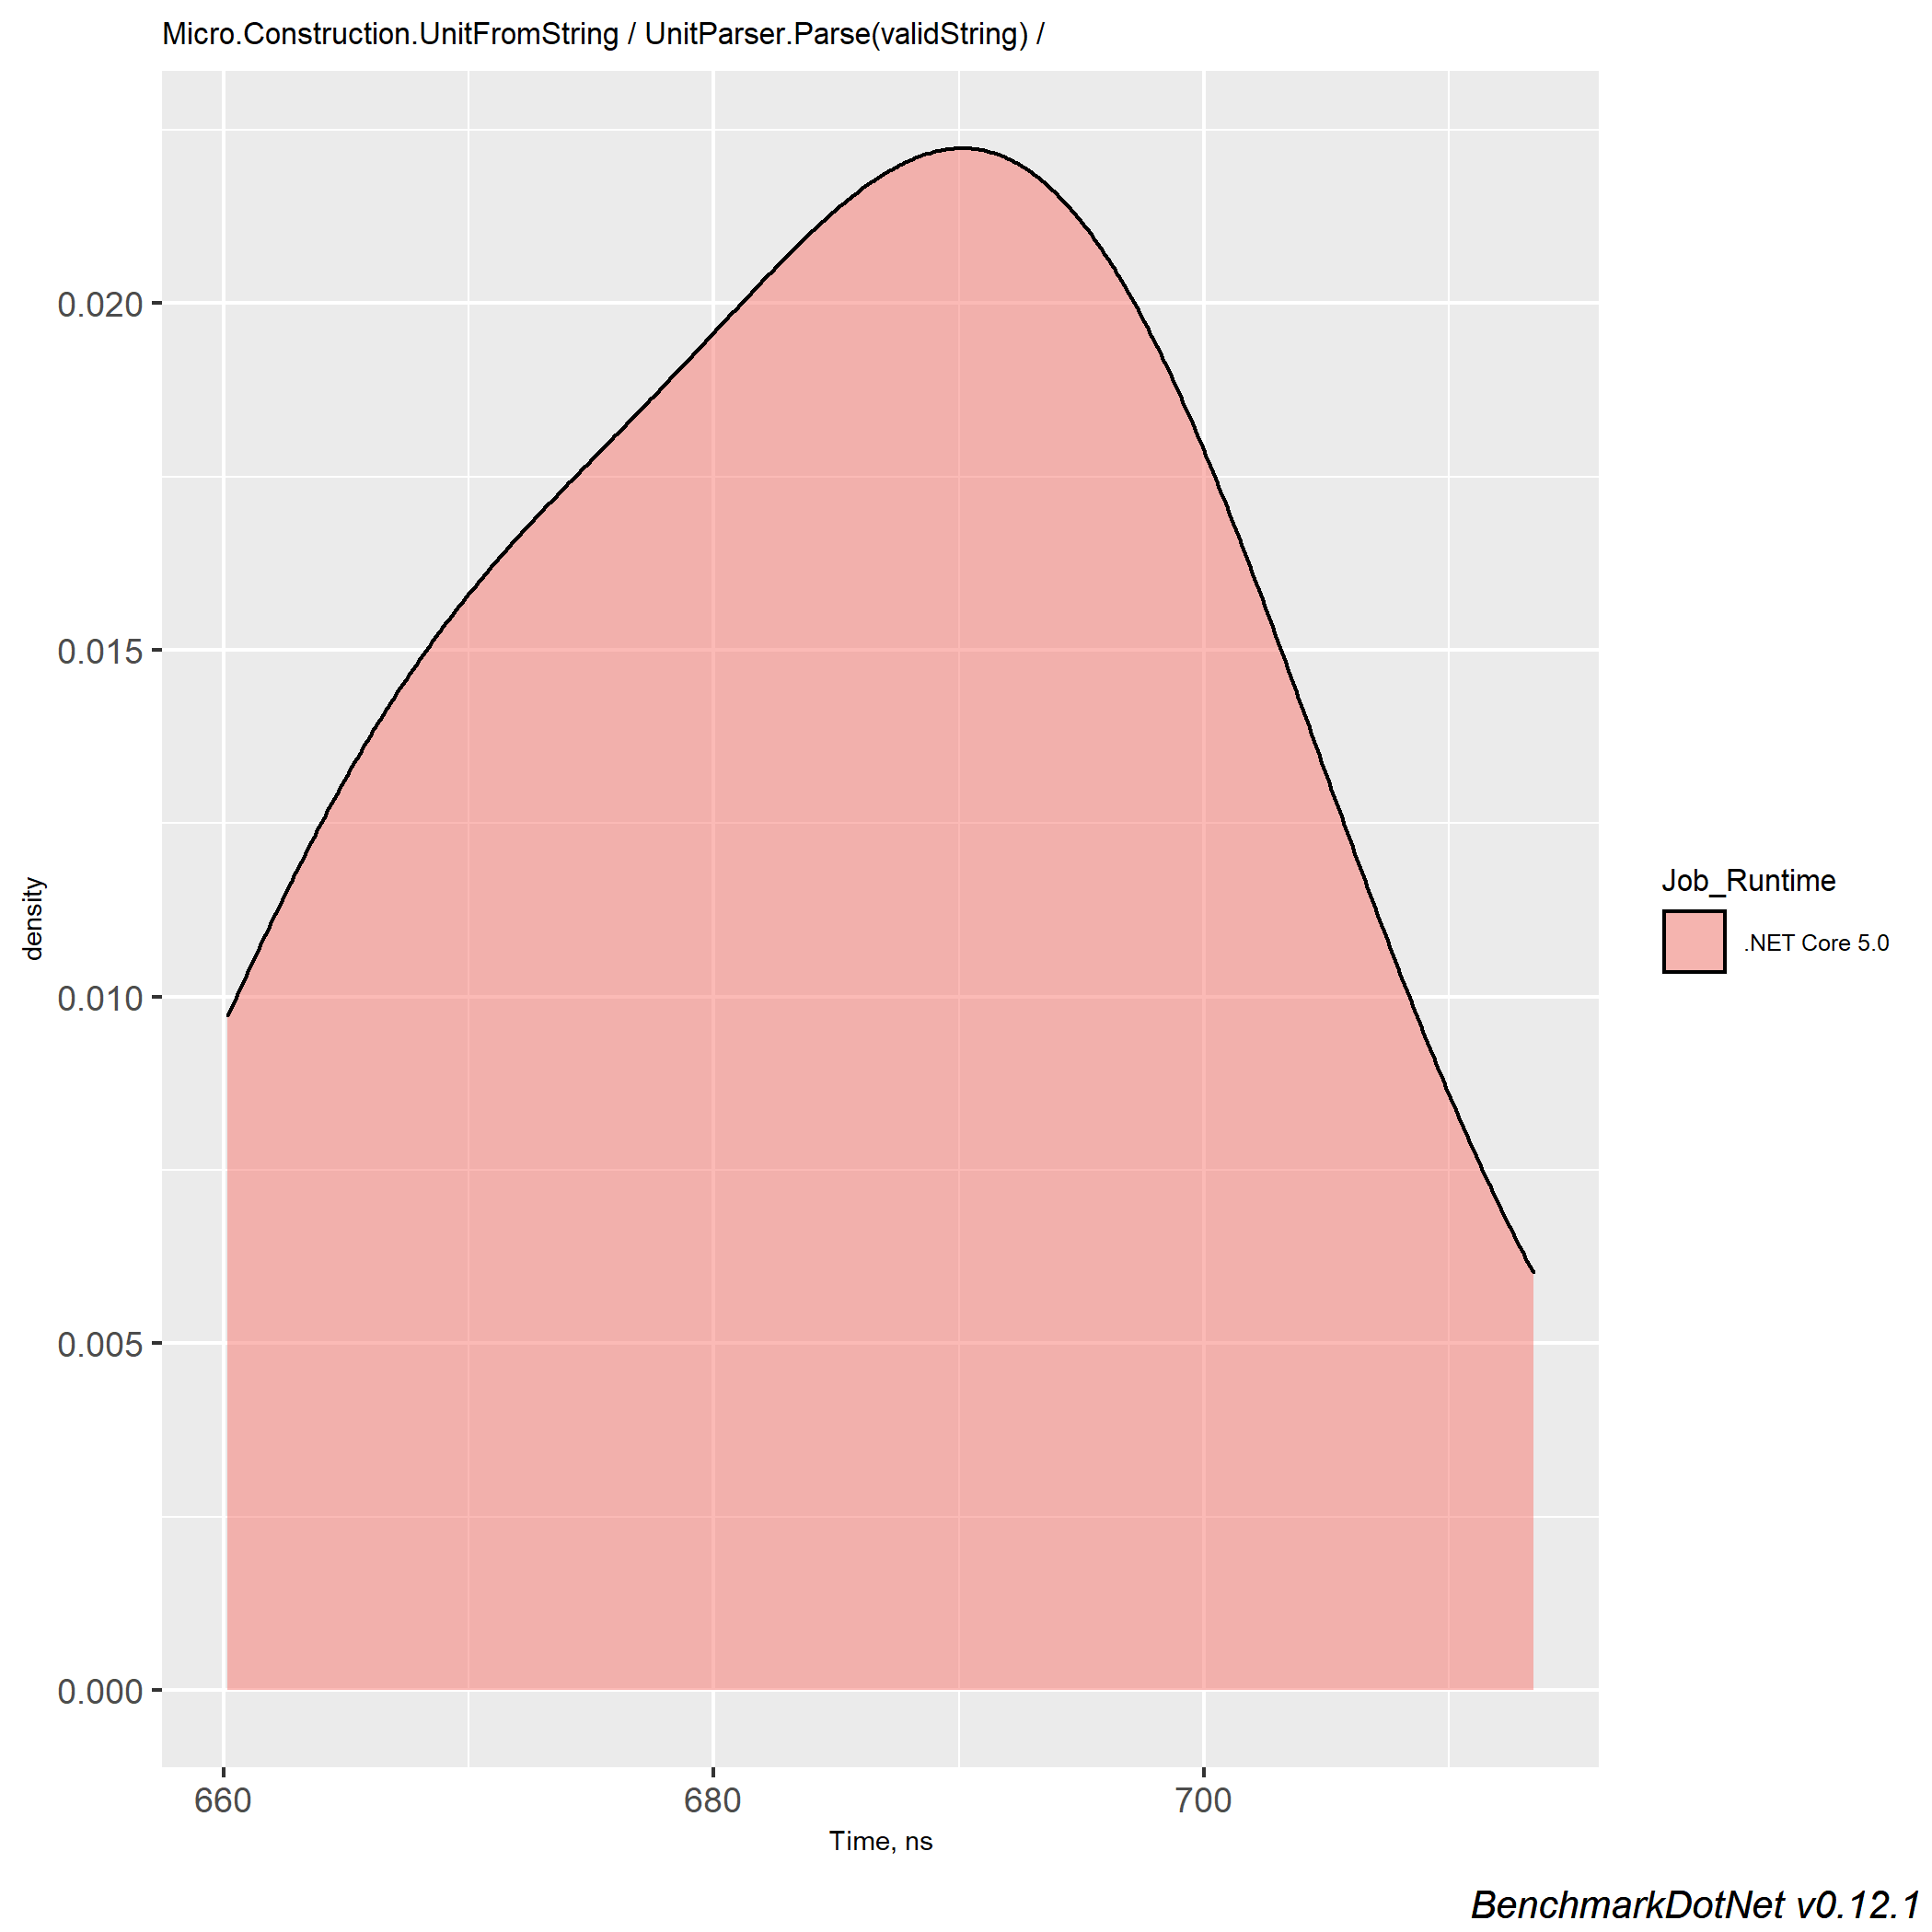 Micro.Construction.UnitFromString / UnitParser.Parse(validString) /
0.020
0.015
0.010
0.005
0.000
density
660 680 700
Time, ns
Job_Runtime
.NET Core 5.0
BenchmarkDotNet v0.12.1